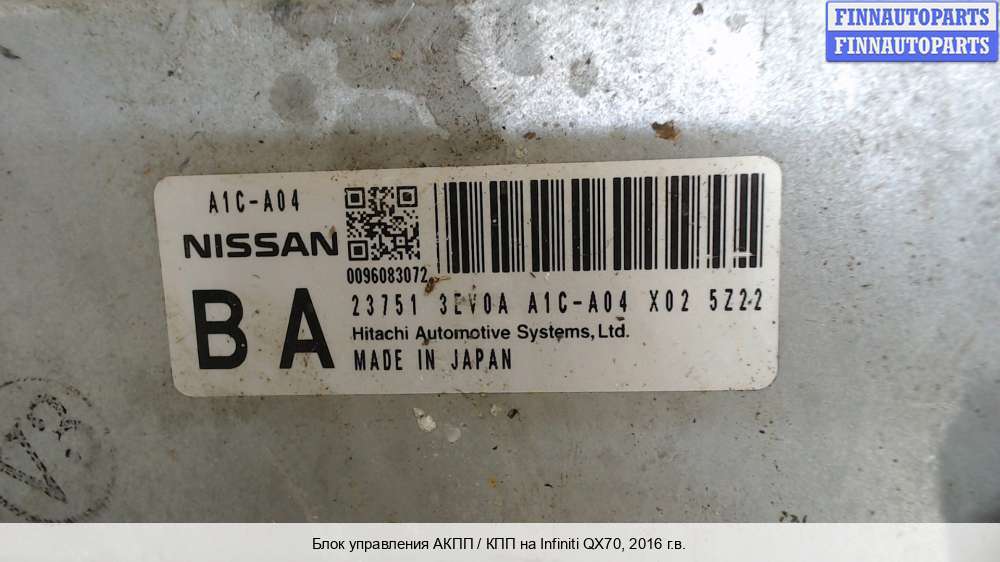 FINNAUTOPARTS
FINNAUTOPARTS
A1C-A04
NISSAN
0096083072
BA
23751 3EV0A A1C-A04 X02 5Z22
Hitachi Automotive Systems, Ltd.
MADE IN JAPAN
V3
Блок управления АКПП / КПП на Infiniti QX70, 2016 г.в.